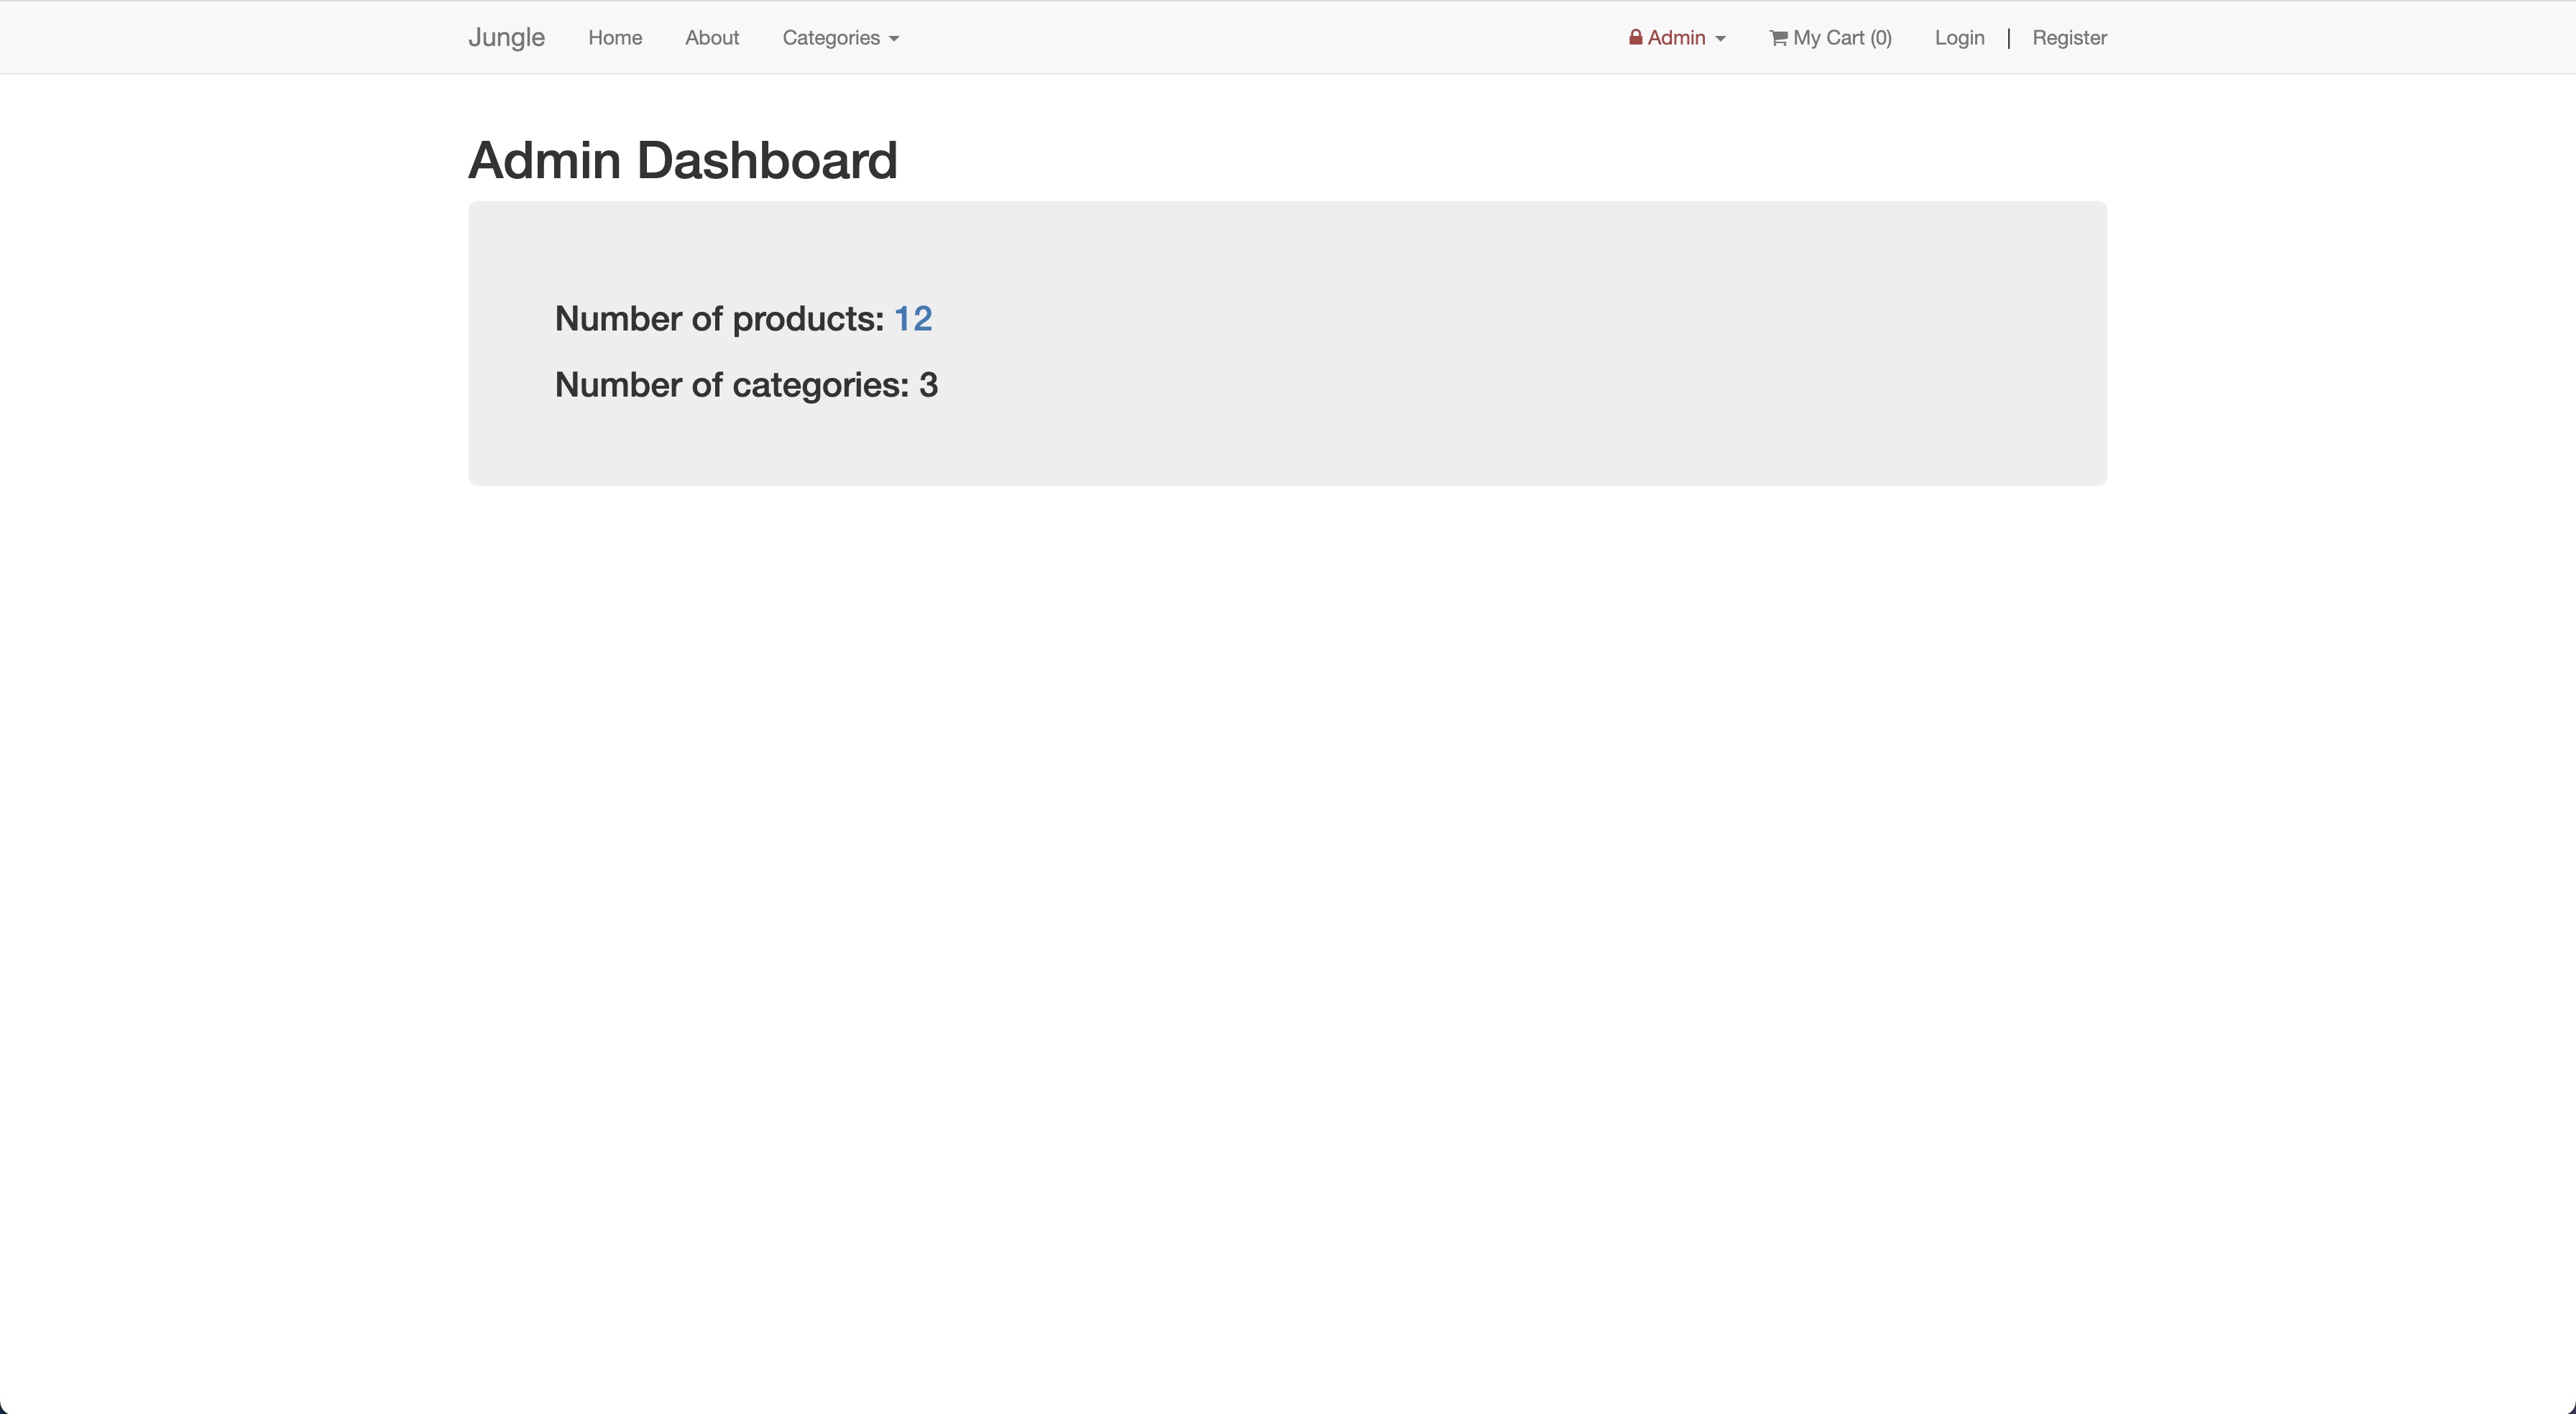 Jungle Home About Categories Admin My Cart (0) Login | Register
Admin Dashboard
Number of products: 12
Number of categories: 3